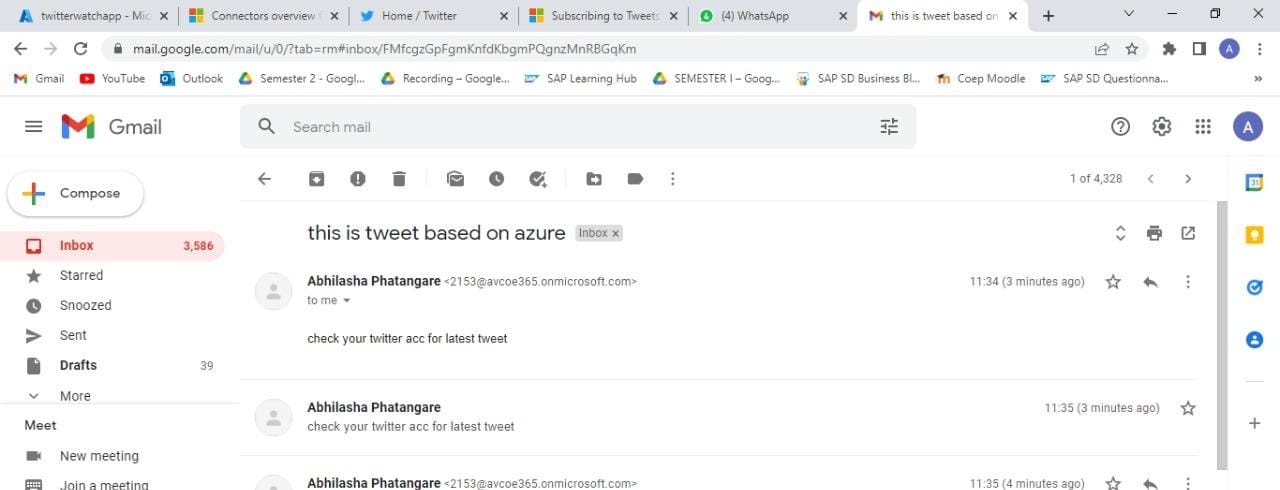 twitterwatchapp - Mic
Connectors overview f
Home / Twitter
Subscribing to Tweets
(4) WhatsApp
this is tweet based on
mail.google.com/mail/u/0/?tab=rm#inbox/FMfcgzGpFgmKnfdKbgmPQgnzMnRBGqKm
A
Gmail
YouTube
Outlook
Semester 2 - Googl...
Recording – Google...
SAP Learning Hub
SEMESTER I – Goog...
SAP SD Business Bl...
Coep Moodle
SAP SD Questionna...
Gmail
Search mail
A
Compose
1 of 4,328
31
Inbox 3,586
Starred
Snoozed
Sent
Drafts 39
More
Meet
New meeting
Join a meeting
this is tweet based on azure Inbox x
Abhilasha Phatangare <2153@avcoe365.onmicrosoft.com> 11:34 (3 minutes ago)
to me
check your twitter acc for latest tweet
Abhilasha Phatangare 11:35 (3 minutes ago)
check your twitter acc for latest tweet
Abhilasha Phatangare <2153@avcoe365.onmicrosoft.com> 11:35 (4 minutes ago)